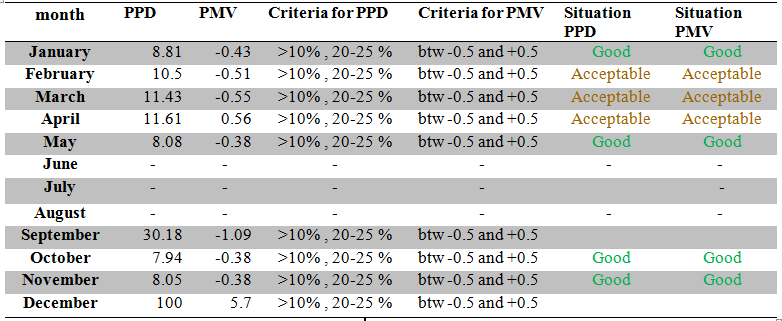 month PPD PMV Criteria for PPD Criteria for PMV Situation PPD Situation PMV
January 8.81 -0.43 >10% , 20-25 % btw -0.5 and +0.5 Good Good
February 10.5 -0.51 >10% , 20-25 % btw -0.5 and +0.5 Acceptable Acceptable
March 11.43 -0.55 >10% , 20-25 % btw -0.5 and +0.5 Acceptable Acceptable
April 11.61 0.56 >10% , 20-25 % btw -0.5 and +0.5 Acceptable Acceptable
May 8.08 -0.38 >10% , 20-25 % btw -0.5 and +0.5 Good Good
June - - - - - -
July - - - - -
August - - - - - -
September 30.18 -1.09 >10% , 20-25 % btw -0.5 and +0.5
October 7.94 -0.38 >10% , 20-25 % btw -0.5 and +0.5 Good Good
November 8.05 -0.38 >10% , 20-25 % btw -0.5 and +0.5 Good Good
December 100 5.7 >10% , 20-25 % btw -0.5 and +0.5